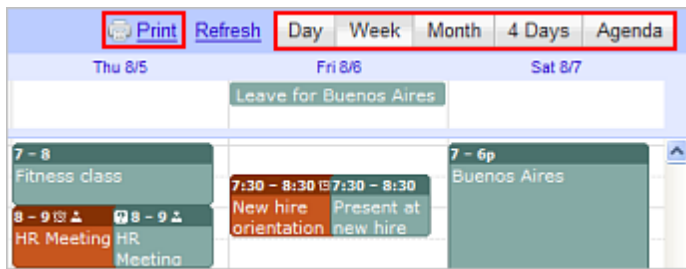 Print Refresh Day Week Month 4 Days Agenda
Thu 8/5 Fri 8/6 Sat 8/7
Leave for Buenos Aires
7 – 8
Fitness class
8 – 9
HR Meeting
8 – 9
HR
Meeting
7:30 – 8:30
New hire
orientation
7:30 – 8:30
Present at
new hire
7 – 6p
Buenos Aires